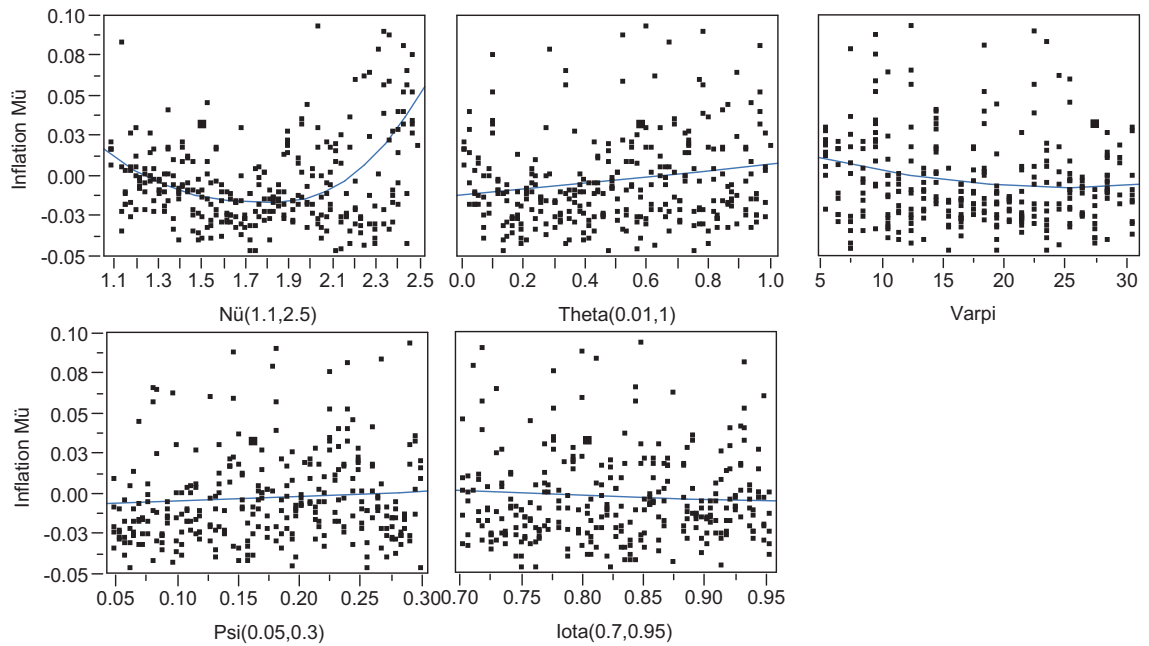 0.10
0.08
0.05
0.03
0.00
-0.03
-0.05
Inflation Mü
1.1 1.3 1.5 1.7 1.9 2.1 2.3 2.5
Nü(1.1,2.5)
0.0 0.2 0.4 0.6 0.8 1.0
Theta(0.01,1)
5 10 15 20 25 30
Varpi
0.10
0.08
0.05
0.03
0.00
-0.03
-0.05
Inflation Mü
0.05 0.10 0.15 0.20 0.25 0.30
Psi(0.05,0.3)
0.70 0.75 0.80 0.85 0.90 0.95
Iota(0.7,0.95)